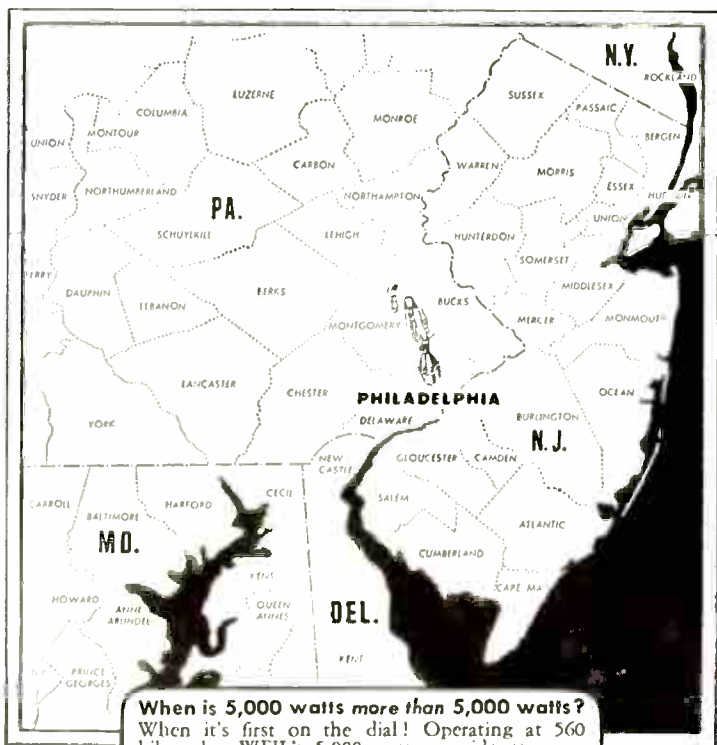 N.Y.
ROCKLAND
SUSSEX
PASSAIC
BERGEN
LUZERNE
COLUMBIA
MONROE
UNION
MONTOUR
CARBON
WARREN
MORRIS
ESSEX
SNYDER
NORTHUMBERLAND
PA.
NORTHAMPTON
UNION
SCHUYLKILL
LEHIGH
HUNTERDON
SOMERSET
MIDDLESEX
DAUPHIN
LEBANON
BERKS
BUCKS
MONTGOMERY
MERCER
MONMOUT
LANCASTER
CHESTER
PHILADELPHIA
OCEAN
YORK
DELAWARE
BURLINGTON
N.J.
NEW
CASTLE
GLOUCESTER
CAMDEN
CARROLL
BALTIMORE
HARFORD
CECIL
SALEM
MD.
ATLANTIC
CUMBERLAND
KENT
CAPE MA
HOWARD
ANNE
ARUNDEL
QUEEN
ANNES
DEL.
PRINCE
GEORGES
KENT
When is 5,000 watts more than 5,000 watts?
When it's first on the dial! Operating at 560